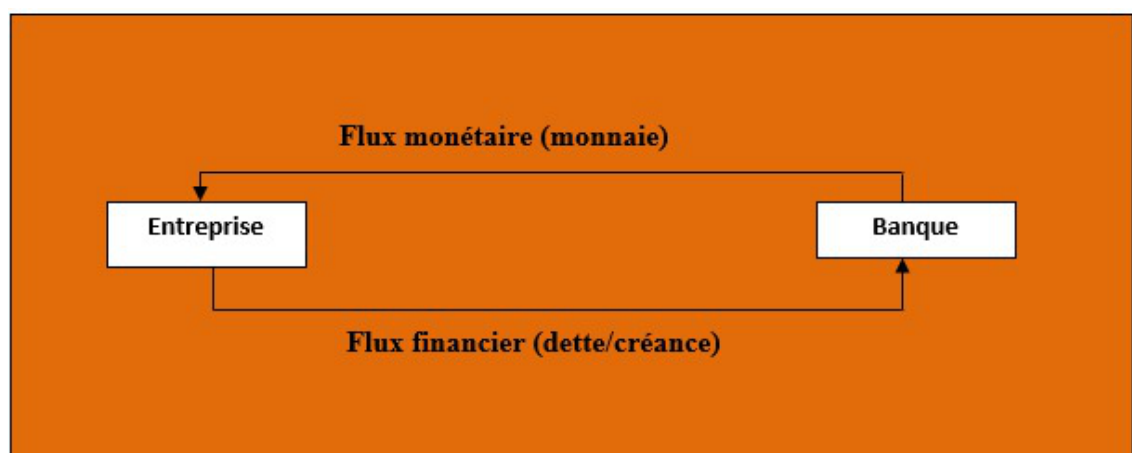 Flux monétaire (monnaie)
Entreprise
Banque
Flux financier (dette/créance)